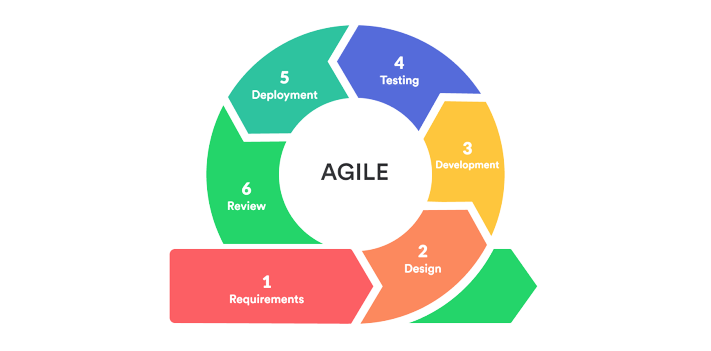 AGILE
1
Requirements
2
Design
3
Development
4
Testing
5
Deployment
6
Review